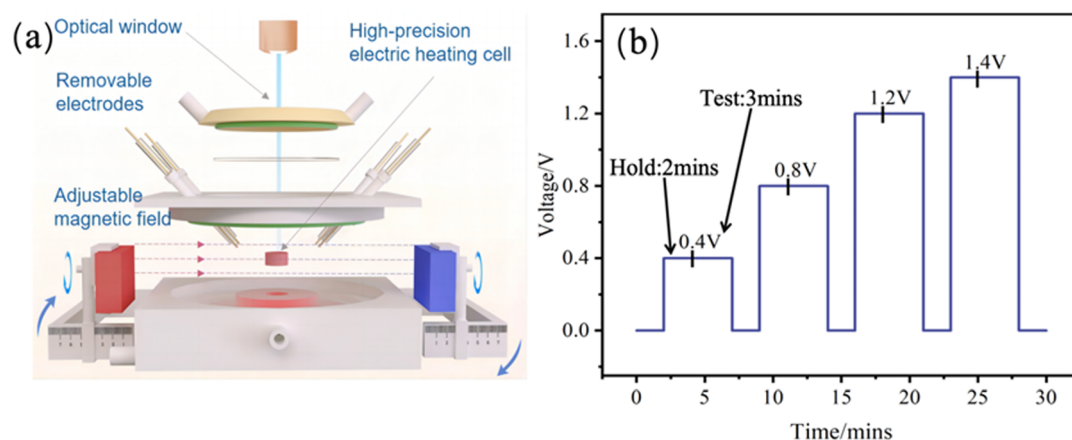 (a)
Optical window
High-precision
electric heating cell
Removable
electrodes
Adjustable
magnetic field
(b)
1.6
1.2
0.8
0.4
0.0
Voltage/V
Hold:2mins
Test:3mins
0.4V
0.8V
1.2V
1.4V
0 5 10 15 20 25 30
Time/mins